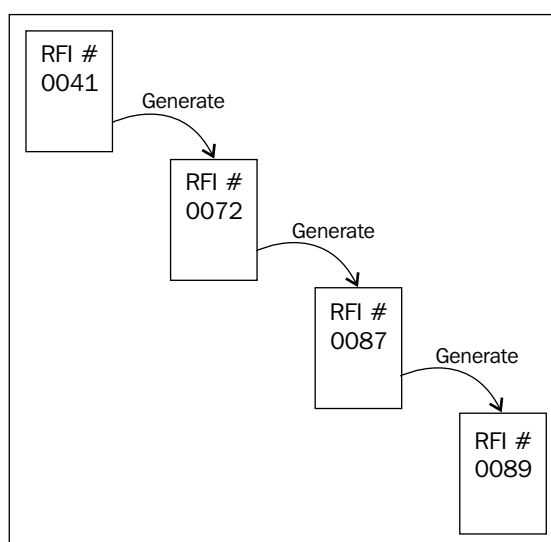 RFI #
0041
Generate
RFI #
0072
Generate
RFI #
0087
Generate
RFI #
0089